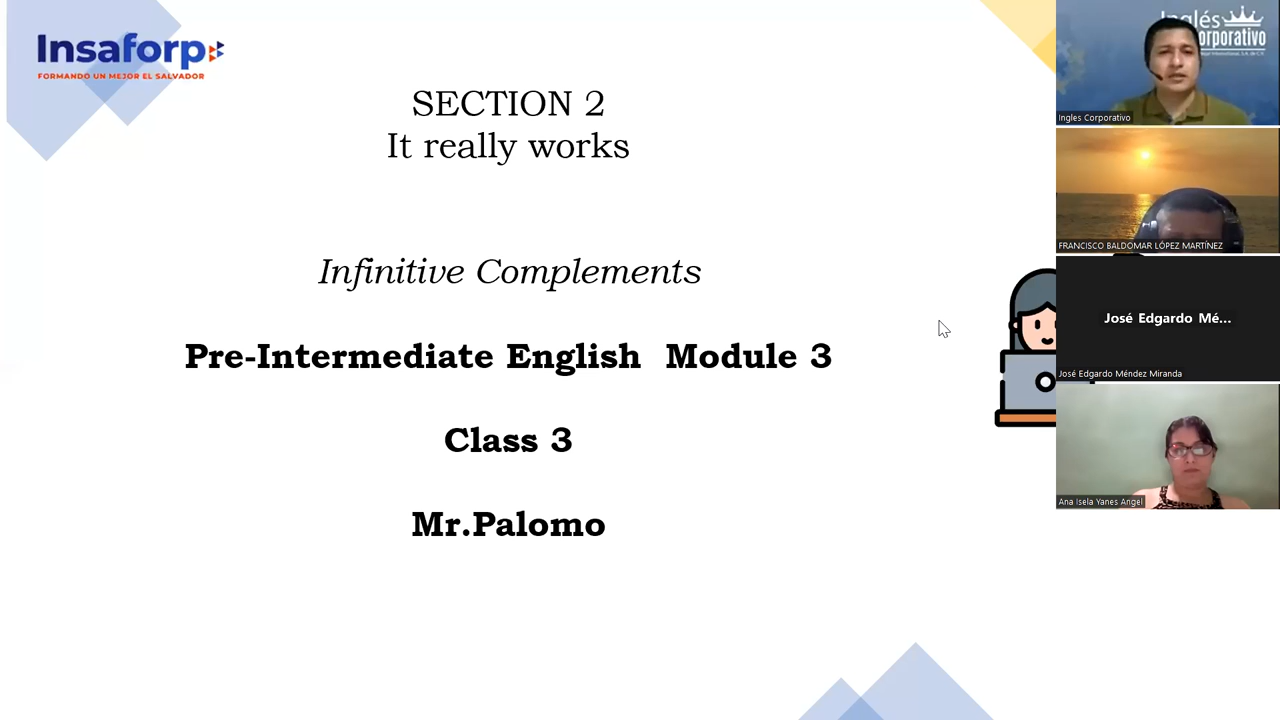 Insaforp
FORMANDO UN MEJOR EL SALVADOR
SECTION 2
It really works
Infinitive Complements
Pre-Intermediate English Module 3
Class 3
Mr.Palomo
Inglés
orporativo
Ingles Corporativo
FRANCISCO BALDOMAR LÓPEZ MARTÍNEZ
José Edgardo Mé...
José Edgardo Méndez Miranda
Ana Isela Yanes Angel